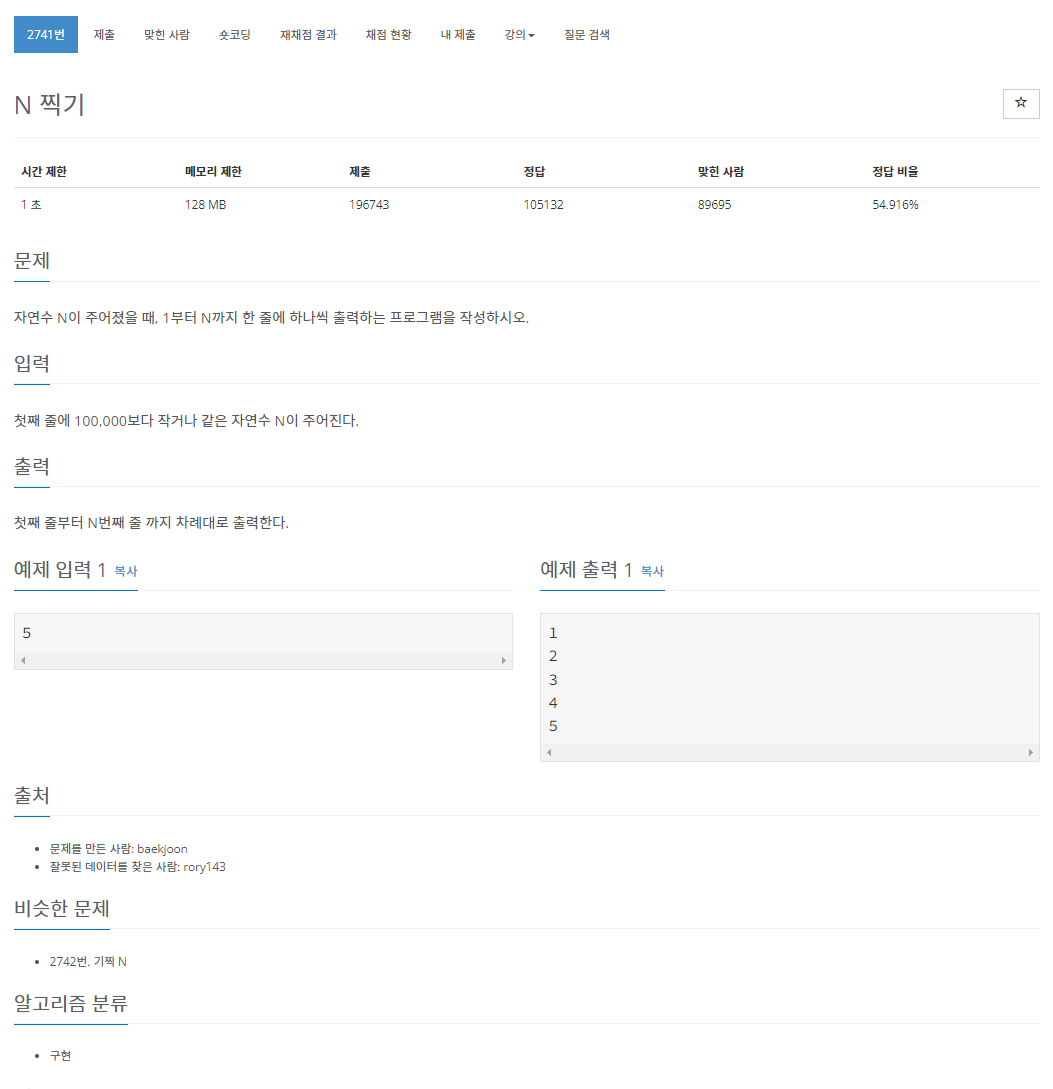 2741번 제출 맞힌 사람 숏코딩 재채점 결과 채점 현황 내 제출 강의 질문 검색
N 찍기
시간 제한 메모리 제한 제출 정답 맞힌 사람 정답 비율
1 초 128 MB 196743 105132 89695 54.916%
문제
자연수 N이 주어졌을 때, 1부터 N까지 한 줄에 하나씩 출력하는 프로그램을 작성하시오.
입력
첫째 줄에 100,000보다 작거나 같은 자연수 N이 주어진다.
출력
첫째 줄부터 N번째 줄 까지 차례대로 출력한다.
예제 입력 1 복사
5
예제 출력 1 복사
1
2
3
4
5
출처
문제를 만든 사람: baekjoon
잘못된 데이터를 찾은 사람: rory143
비슷한 문제
2742번. 기찍 N
알고리즘 분류
구현